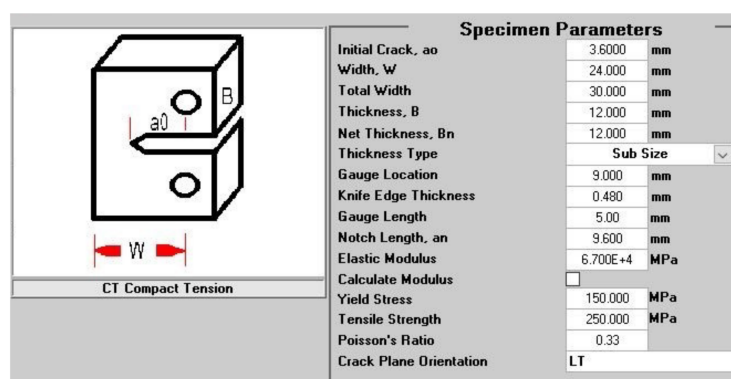 Specimen Parameters
a0
B
W
CT Compact Tension
Initial Crack, ao 3.6000 mm
Width, W 24.000 mm
Total Width 30.000 mm
Thickness, B 12.000 mm
Net Thickness, Bn 12.000 mm
Thickness Type Sub Size
Gauge Location 9.000 mm
Knife Edge Thickness 0.480 mm
Gauge Length 5.00 mm
Notch Length, an 9.600 mm
Elastic Modulus 6.700E+4 MPa
Calculate Modulus
Yield Stress 150.000 MPa
Tensile Strength 250.000 MPa
Poisson's Ratio 0.33
Crack Plane Orientation LT